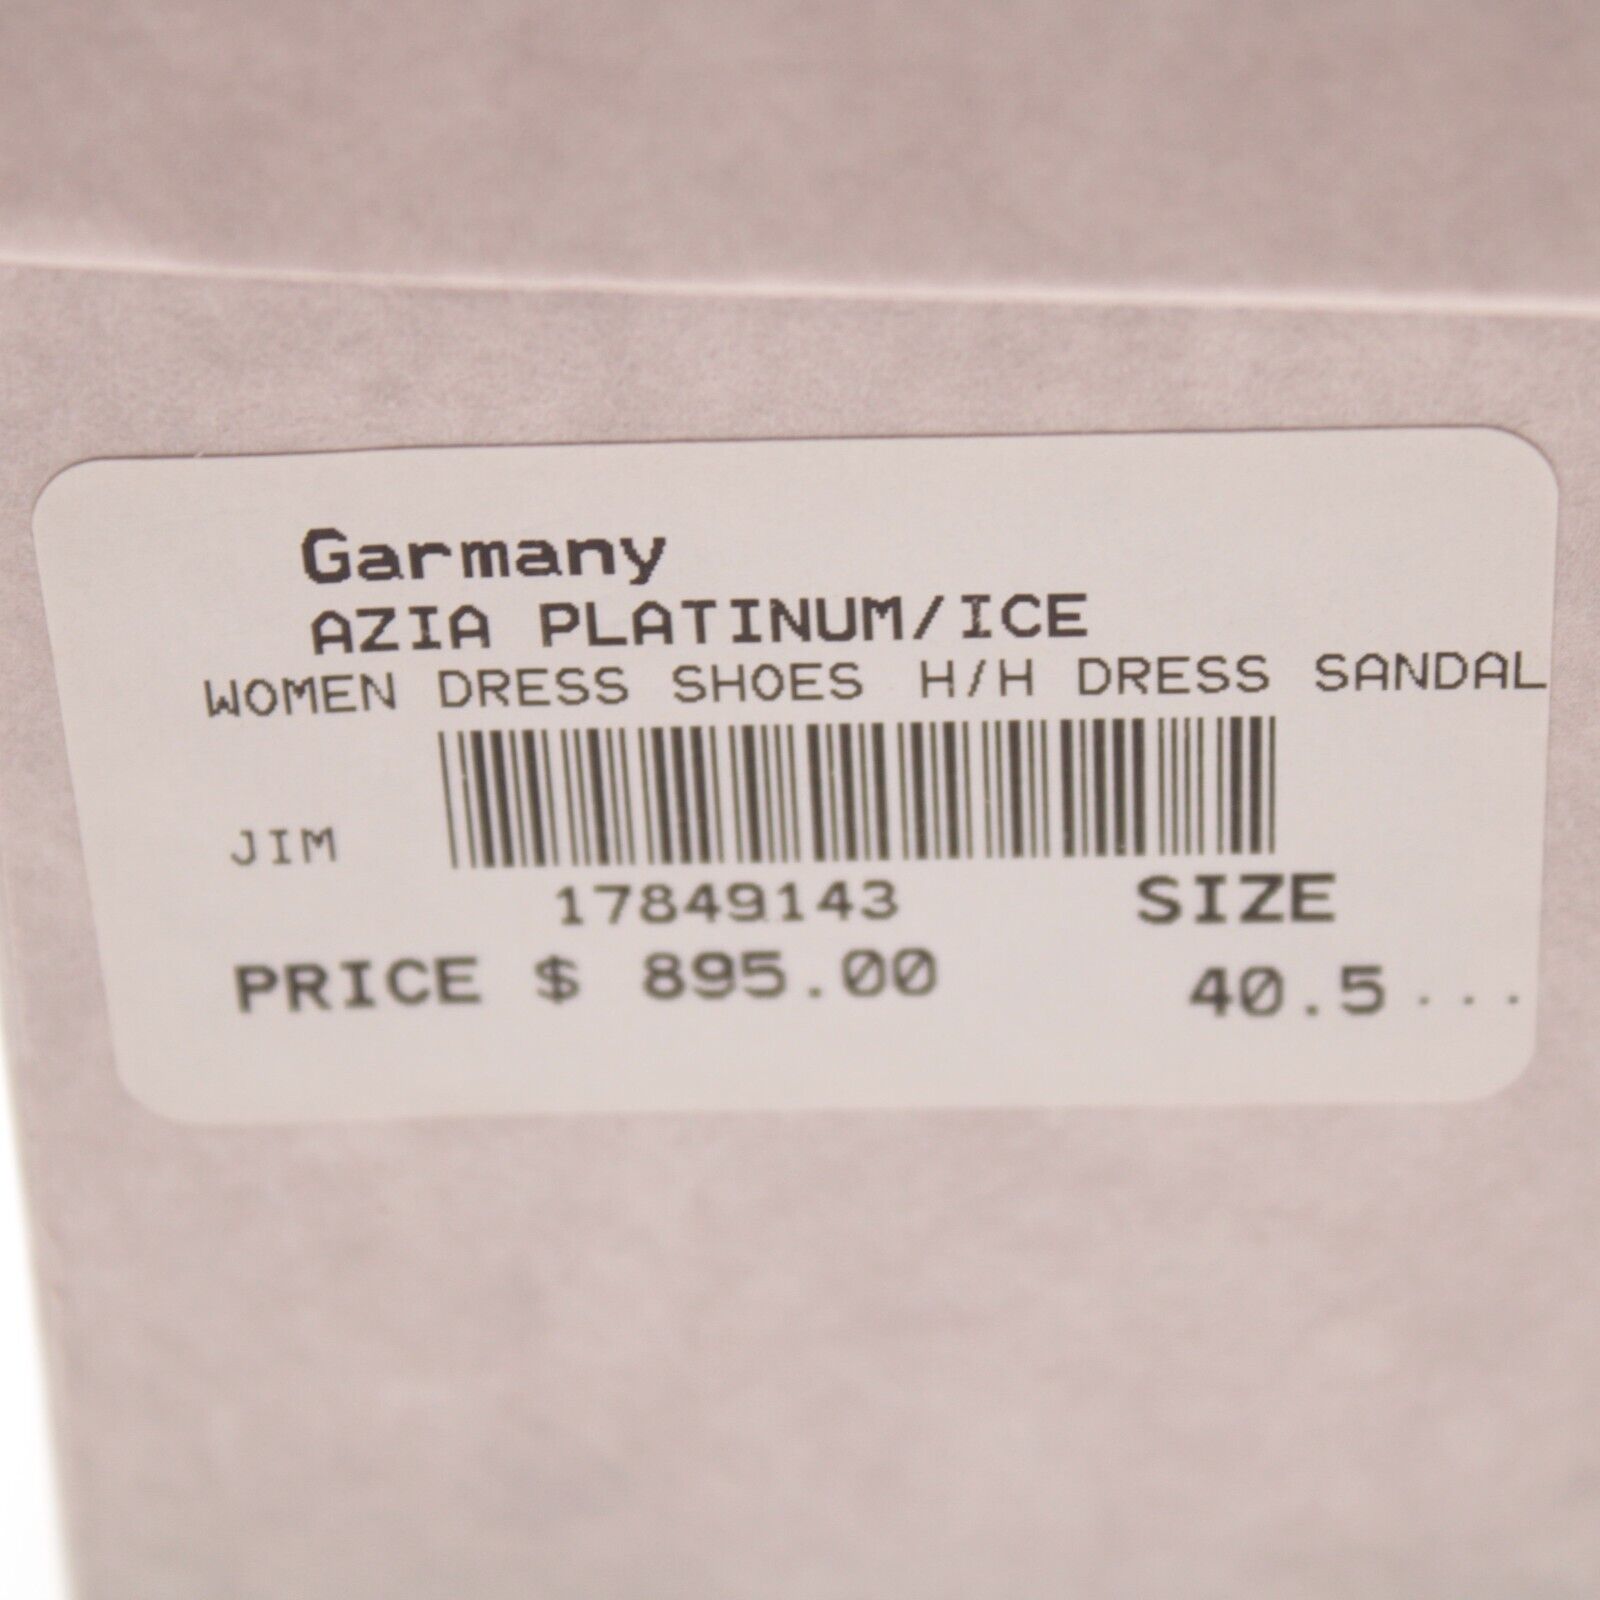 Garmany
AZIA PLATINUM/ICE
WOMEN DRESS SHOES H/H DRESS SANDAL
JIM
17849143 SIZE
PRICE $ 895.00 40.5 ...